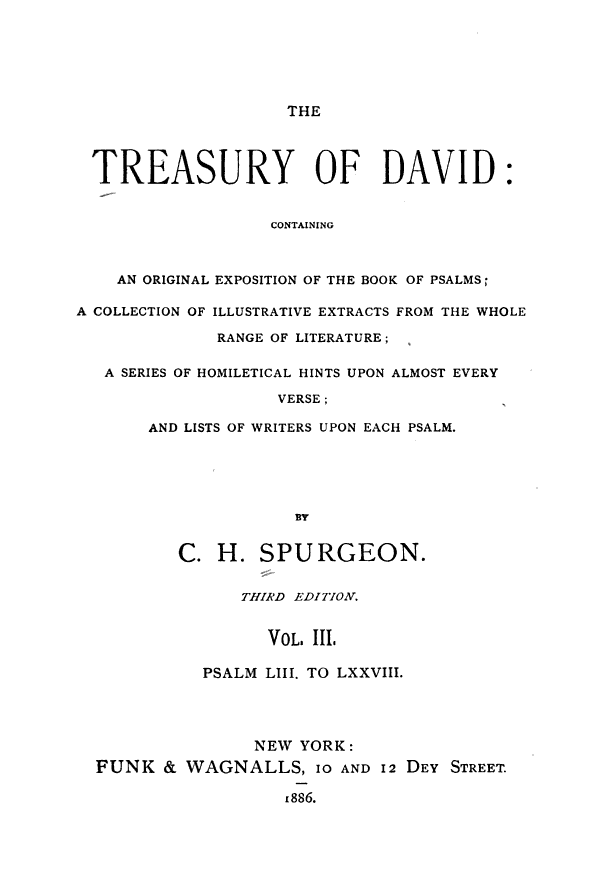 THE
TREASURY OF DAVID:
CONTAINING
AN ORIGINAL EXPOSITION OF THE BOOK OF PSALMS;
A COLLECTION OF ILLUSTRATIVE EXTRACTS FROM THE WHOLE
RANGE OF LITERATURE;
A SERIES OF HOMILETICAL HINTS UPON ALMOST EVERY
VERSE;
AND LISTS OF WRITERS UPON EACH PSALM.
BY
C. H. SPURGEON.
THIRD EDITION.
VOL. III.
PSALM LIII. TO LXXVIII.
NEW YORK:
FUNK & WAGNALLS, 10 AND 12 DEY STREET.
1886.